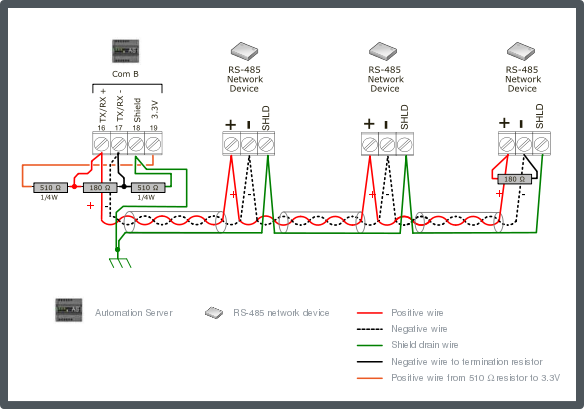 Com B
RS-485
Network
Device
RS-485
Network
Device
RS-485
Network
Device
TX/RX +
TX/RX -
Shield
3.3V
16
17
18
19
+
-
SHLD
+
-
SHLD
+
-
SHLD
510 Ω
180 Ω
510 Ω
1/4W
1/4W
180 Ω
+
-
+
-
+
-
+
-
Automation Server
RS-485 network device
Positive wire
Negative wire
Shield drain wire
Negative wire to termination resistor
Positive wire from 510 Ω resistor to 3.3V